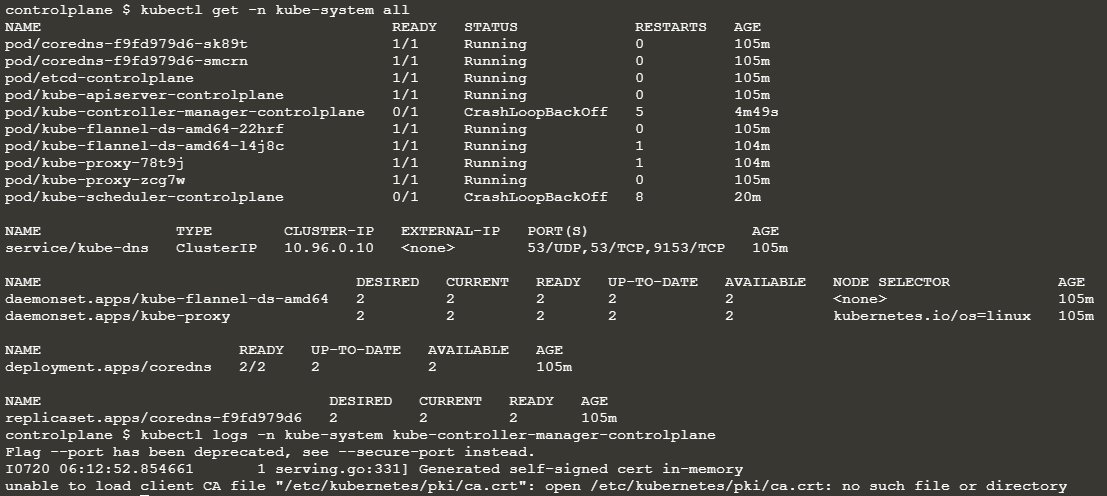 controlplane $ kubectl get -n kube-system all
NAME READY STATUS RESTARTS AGE
pod/coredns-f9fd979d6-sk89t 1/1 Running 0 105m
pod/coredns-f9fd979d6-smcrn 1/1 Running 0 105m
pod/etcd-controlplane 1/1 Running 0 105m
pod/kube-apiserver-controlplane 1/1 Running 0 105m
pod/kube-controller-manager-controlplane 0/1 CrashLoopBackOff 5 4m49s
pod/kube-flannel-ds-amd64-22hrf 1/1 Running 0 105m
pod/kube-flannel-ds-amd64-l4j8c 1/1 Running 1 104m
pod/kube-proxy-78t9j 1/1 Running 1 104m
pod/kube-proxy-zcg7w 1/1 Running 0 105m
pod/kube-scheduler-controlplane 0/1 CrashLoopBackOff 8 20m
NAME TYPE CLUSTER-IP EXTERNAL-IP PORT(S) AGE
service/kube-dns ClusterIP 10.96.0.10 <none> 53/UDP,53/TCP,9153/TCP 105m
NAME DESIRED CURRENT READY UP-TO-DATE AVAILABLE NODE SELECTOR AGE
daemonset.apps/kube-flannel-ds-amd64 2 2 2 2 2 <none> 105m
daemonset.apps/kube-proxy 2 2 2 2 2 kubernetes.io/os=linux 105m
NAME READY UP-TO-DATE AVAILABLE AGE
deployment.apps/coredns 2/2 2 2 105m
NAME DESIRED CURRENT READY AGE
replicaset.apps/coredns-f9fd979d6 2 2 2 105m
controlplane $ kubectl logs -n kube-system kube-controller-manager-controlplane
Flag --port has been deprecated, see --secure-port instead.
I0720 06:12:52.854661 1 serving.go:331] Generated self-signed cert in-memory
unable to load client CA file "/etc/kubernetes/pki/ca.crt": open /etc/kubernetes/pki/ca.crt: no such file or directory